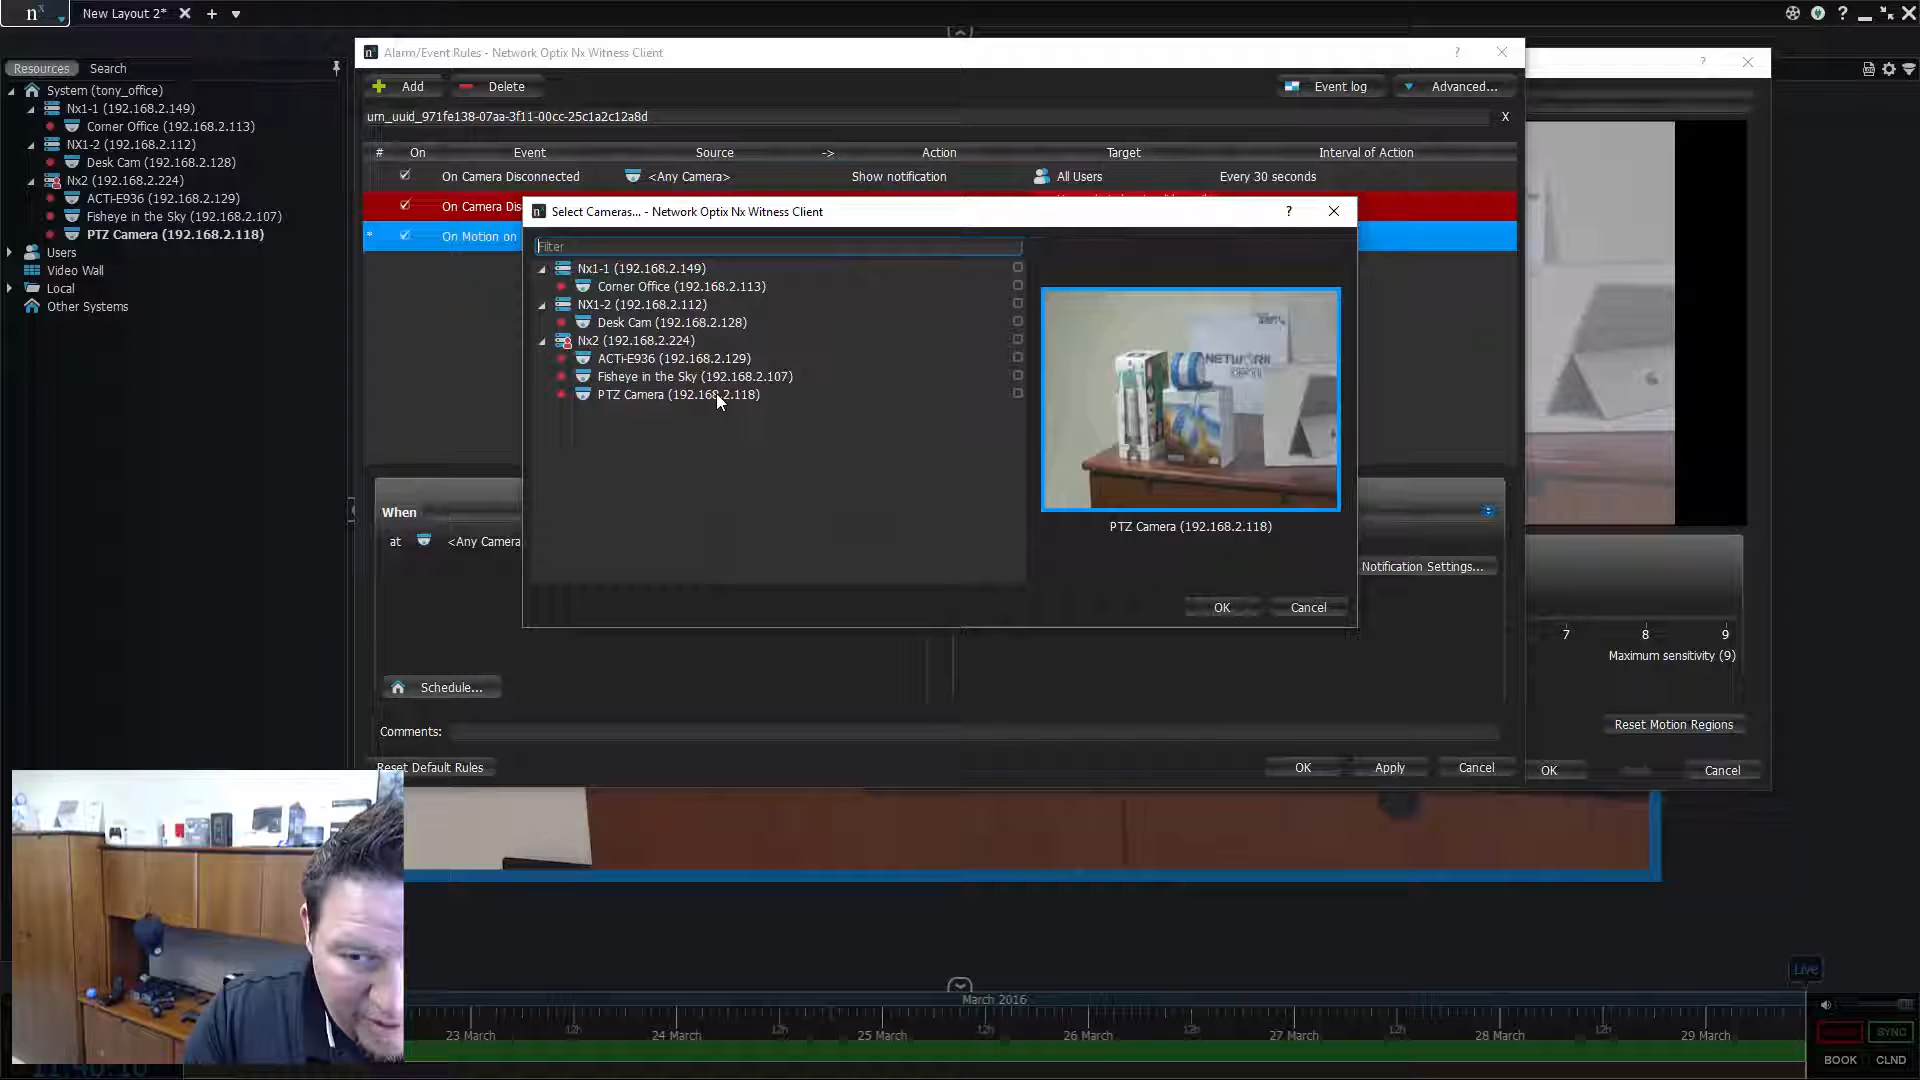 New Layout 2*
Alarm/Event Rules - Network Optix Nx Witness Client
Resources
Search
System (tony_office)
Nx1-1 (192.168.2.149)
Corner Office (192.168.2.113)
NX1-2 (192.168.2.112)
Desk Cam (192.168.2.128)
Nx2 (192.168.2.224)
ACTi-E936 (192.168.2.129)
Fisheye in the Sky (192.168.2.107)
PTZ Camera (192.168.2.118)
Users
Video Wall
Local
Other Systems
Add
Delete
Event log
Advanced...
urn_uuid_971fe138-07aa-3f11-00cc-25c1a2c12a8d
X
# On Event Source -> Action Target Interval of Action
On Camera Disconnected <Any Camera> Show notification All Users Every 30 seconds
On Camera Dis
* On Motion on
Select Cameras... - Network Optix Nx Witness Client
Filter
Nx1-1 (192.168.2.149)
Corner Office (192.168.2.113)
NX1-2 (192.168.2.112)
Desk Cam (192.168.2.128)
Nx2 (192.168.2.224)
ACTi-E936 (192.168.2.129)
Fisheye in the Sky (192.168.2.107)
PTZ Camera (192.168.2.118)
NETWORK
PTZ Camera (192.168.2.118)
OK
Cancel
When
at <Any Camera
Notification Settings...
Schedule...
Comments:
Reset Default Rules
OK
Apply
Cancel
7 8 9
Maximum sensitivity (9)
Reset Motion Regions
OK
Cancel
Live
March 2016
23 March 12h 24 March 12h 25 March 12h 26 March 12h 27 March 12h 28 March 12h 29 March
SYNC
BOOK
CLND